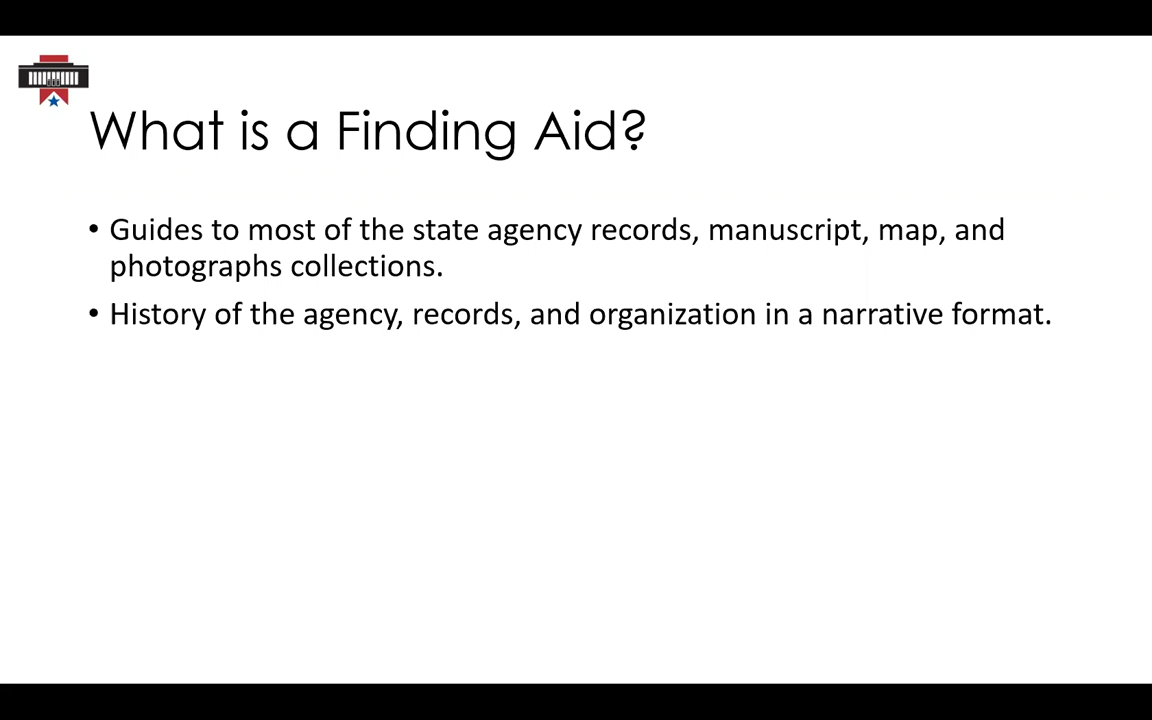 What is a Finding Aid?
• Guides to most of the state agency records, manuscript, map, and
photographs collections.
• History of the agency, records, and organization in a narrative format.